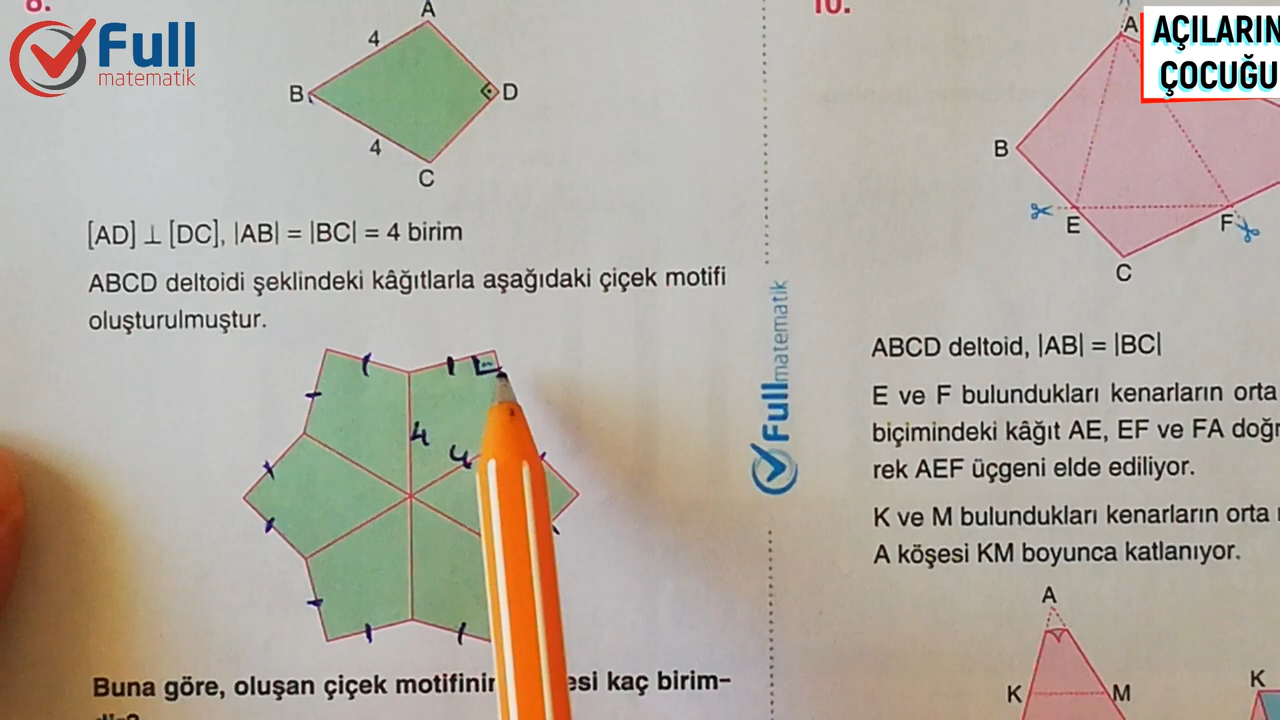 8.
Full
matematik
A
4
B
D
4
C
[AD] ⊥ [DC], |AB| = |BC| = 4 birim
ABCD deltoidi şeklindeki kâğıtlarla aşağıdaki çiçek motifi
oluşturulmuştur.
4
4
Buna göre, oluşan çiçek motifinin kaç birim-
Fullmatematik
10.
AÇILARIN
ÇOCUĞU
A
B
E
F
C
ABCD deltoid, |AB| = |BC|
E ve F bulundukları kenarların orta
biçimindeki kâğıt AE, EF ve FA
rek AEF üçgeni elde ediliyor.
K ve M bulundukları kenarların orta
A köşesi KM boyunca katlanıyor.
A
K
M
K